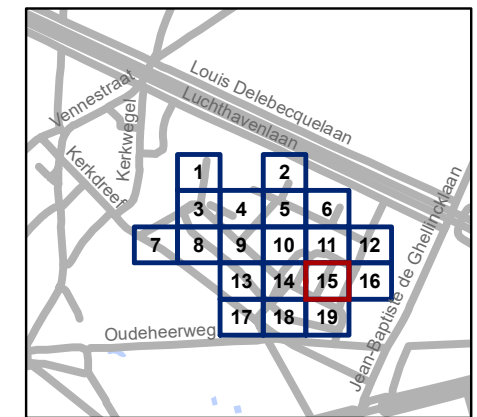 Louis Delebecquelaan
Luchthavenlaan
Vennestraat
Kerkwegel
Kerkdreef
1 2
3 4 5 6
7 8 9 10 11 12
13 14 15 16
17 18 19
Oudeheerweg
Jean-Baptiste de Ghellincklaan